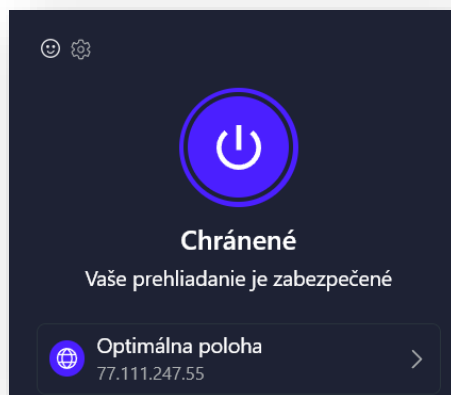 Chránené
Vaše prehliadanie je zabezpečené
Optimálna poloha
77.111.247.55